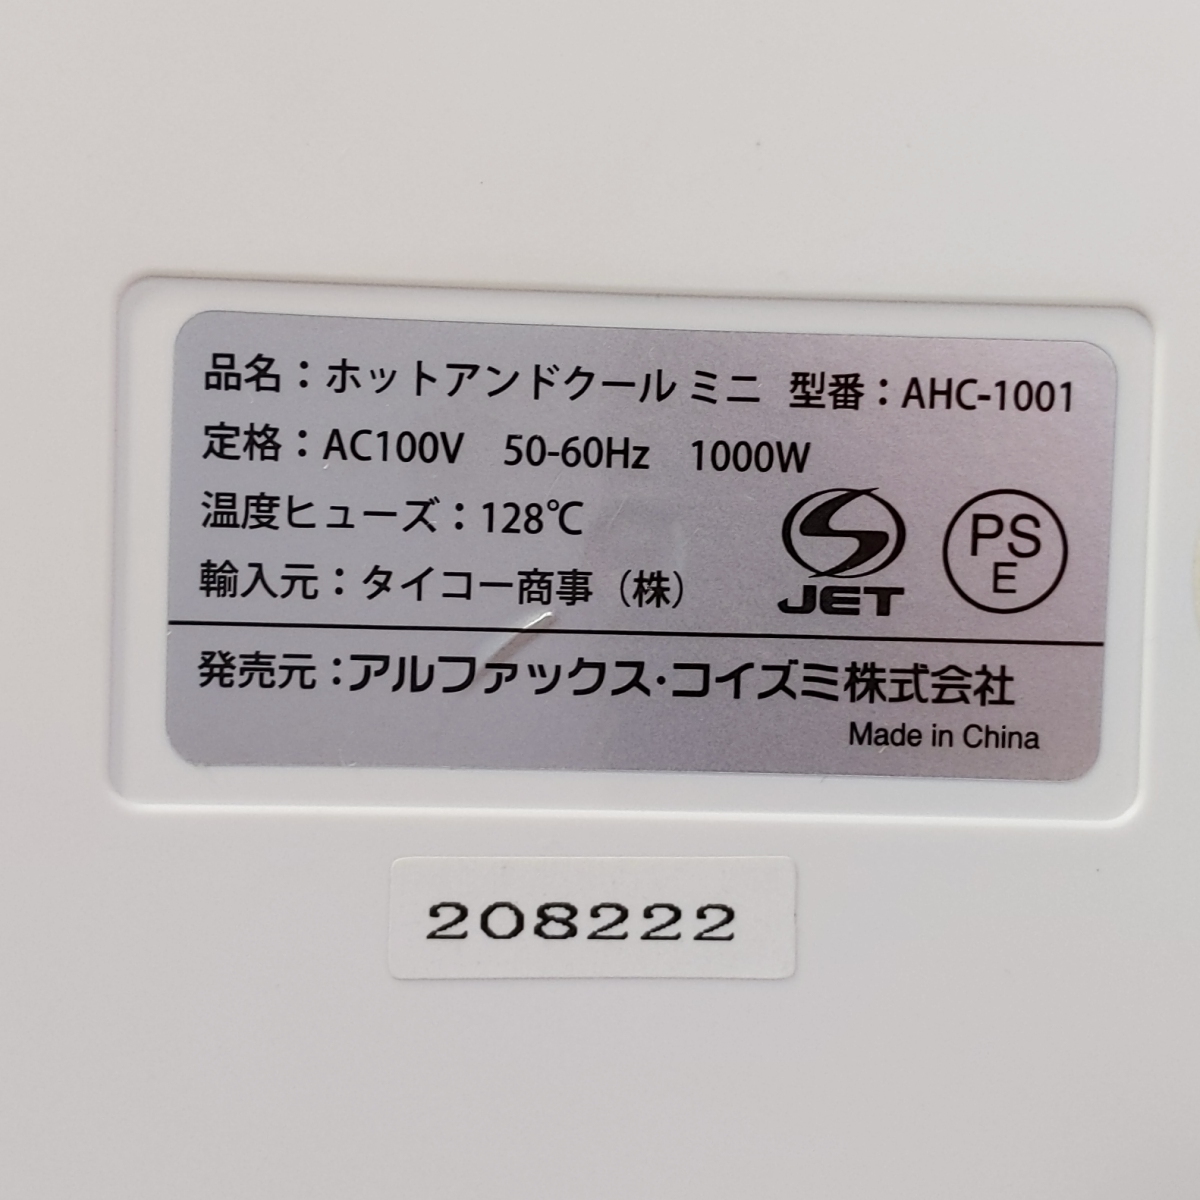 品名：ホットアンドクール ミニ 型番：AHC-1001
定格：AC100V 50-60Hz 1000W
温度ヒューズ：128℃
輸入元：タイコー商事（株）
JET
PS
E
発売元：アルファックス・コイズミ株式会社
Made in China
208222